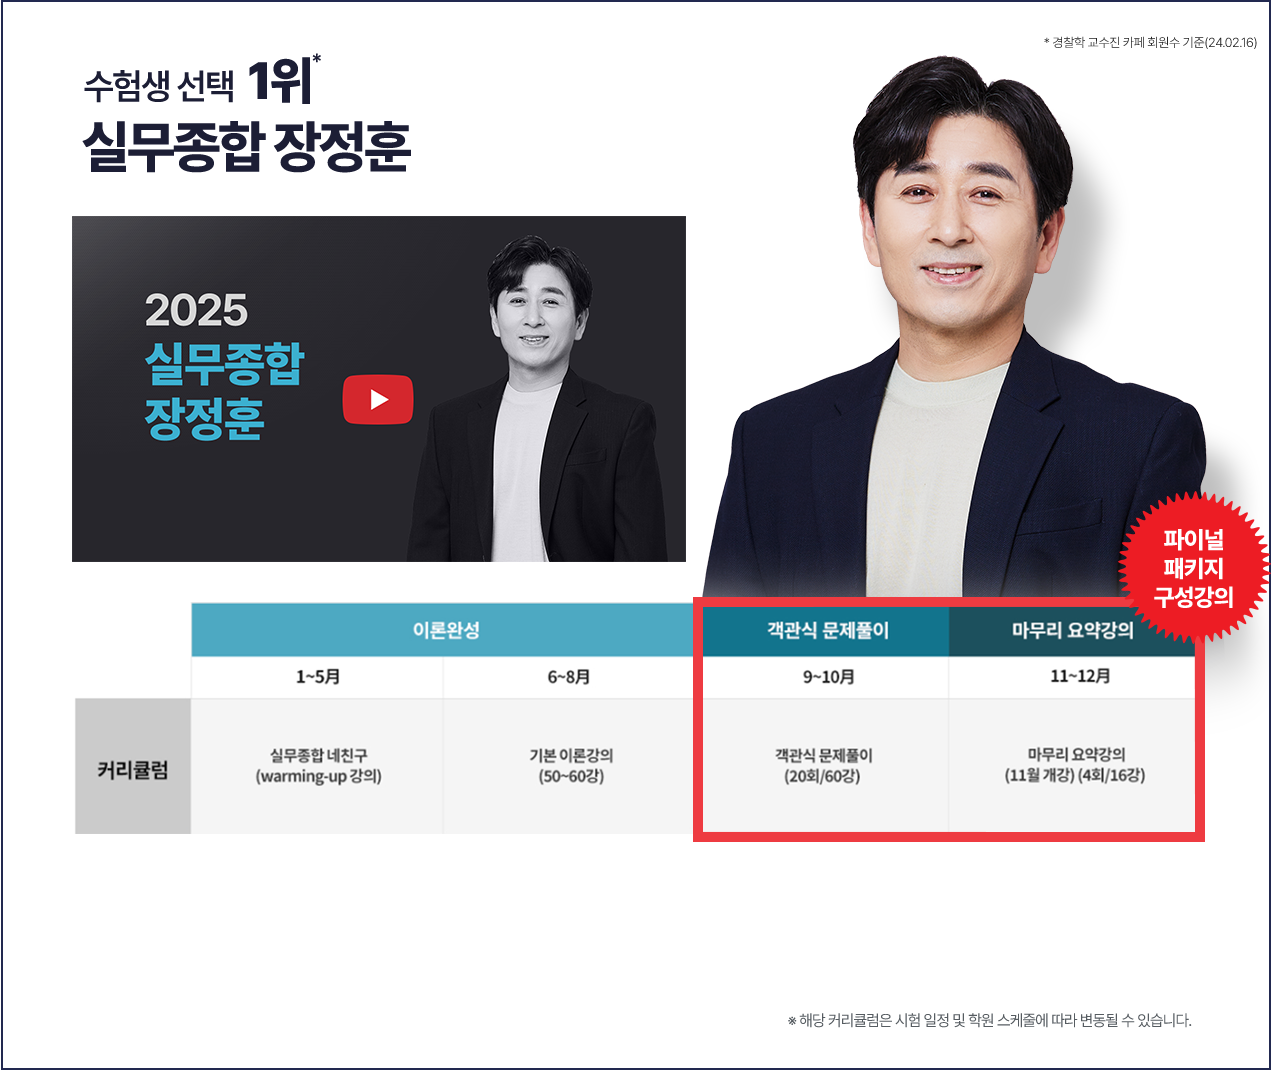 * 경찰학 교수진 카페 회원수 기준(24.02.16)
수험생 선택 1위*
실무종합 장정훈
2025
실무종합
장정훈
파이널
패키지
구성강의
이론완성 객관식 문제풀이 마무리 요약강의
1~5月 6~8月 9~10月 11~12月
커리큘럼
실무종합 네친구 기본 이론강의 객관식 문제풀이 마무리 요약강의
(warming-up 강의) (50~60강) (20회/60강) (11월 개강) (4회/16강)
※ 해당 커리큘럼은 시험 일정 및 학원 스케줄에 따라 변동될 수 있습니다.